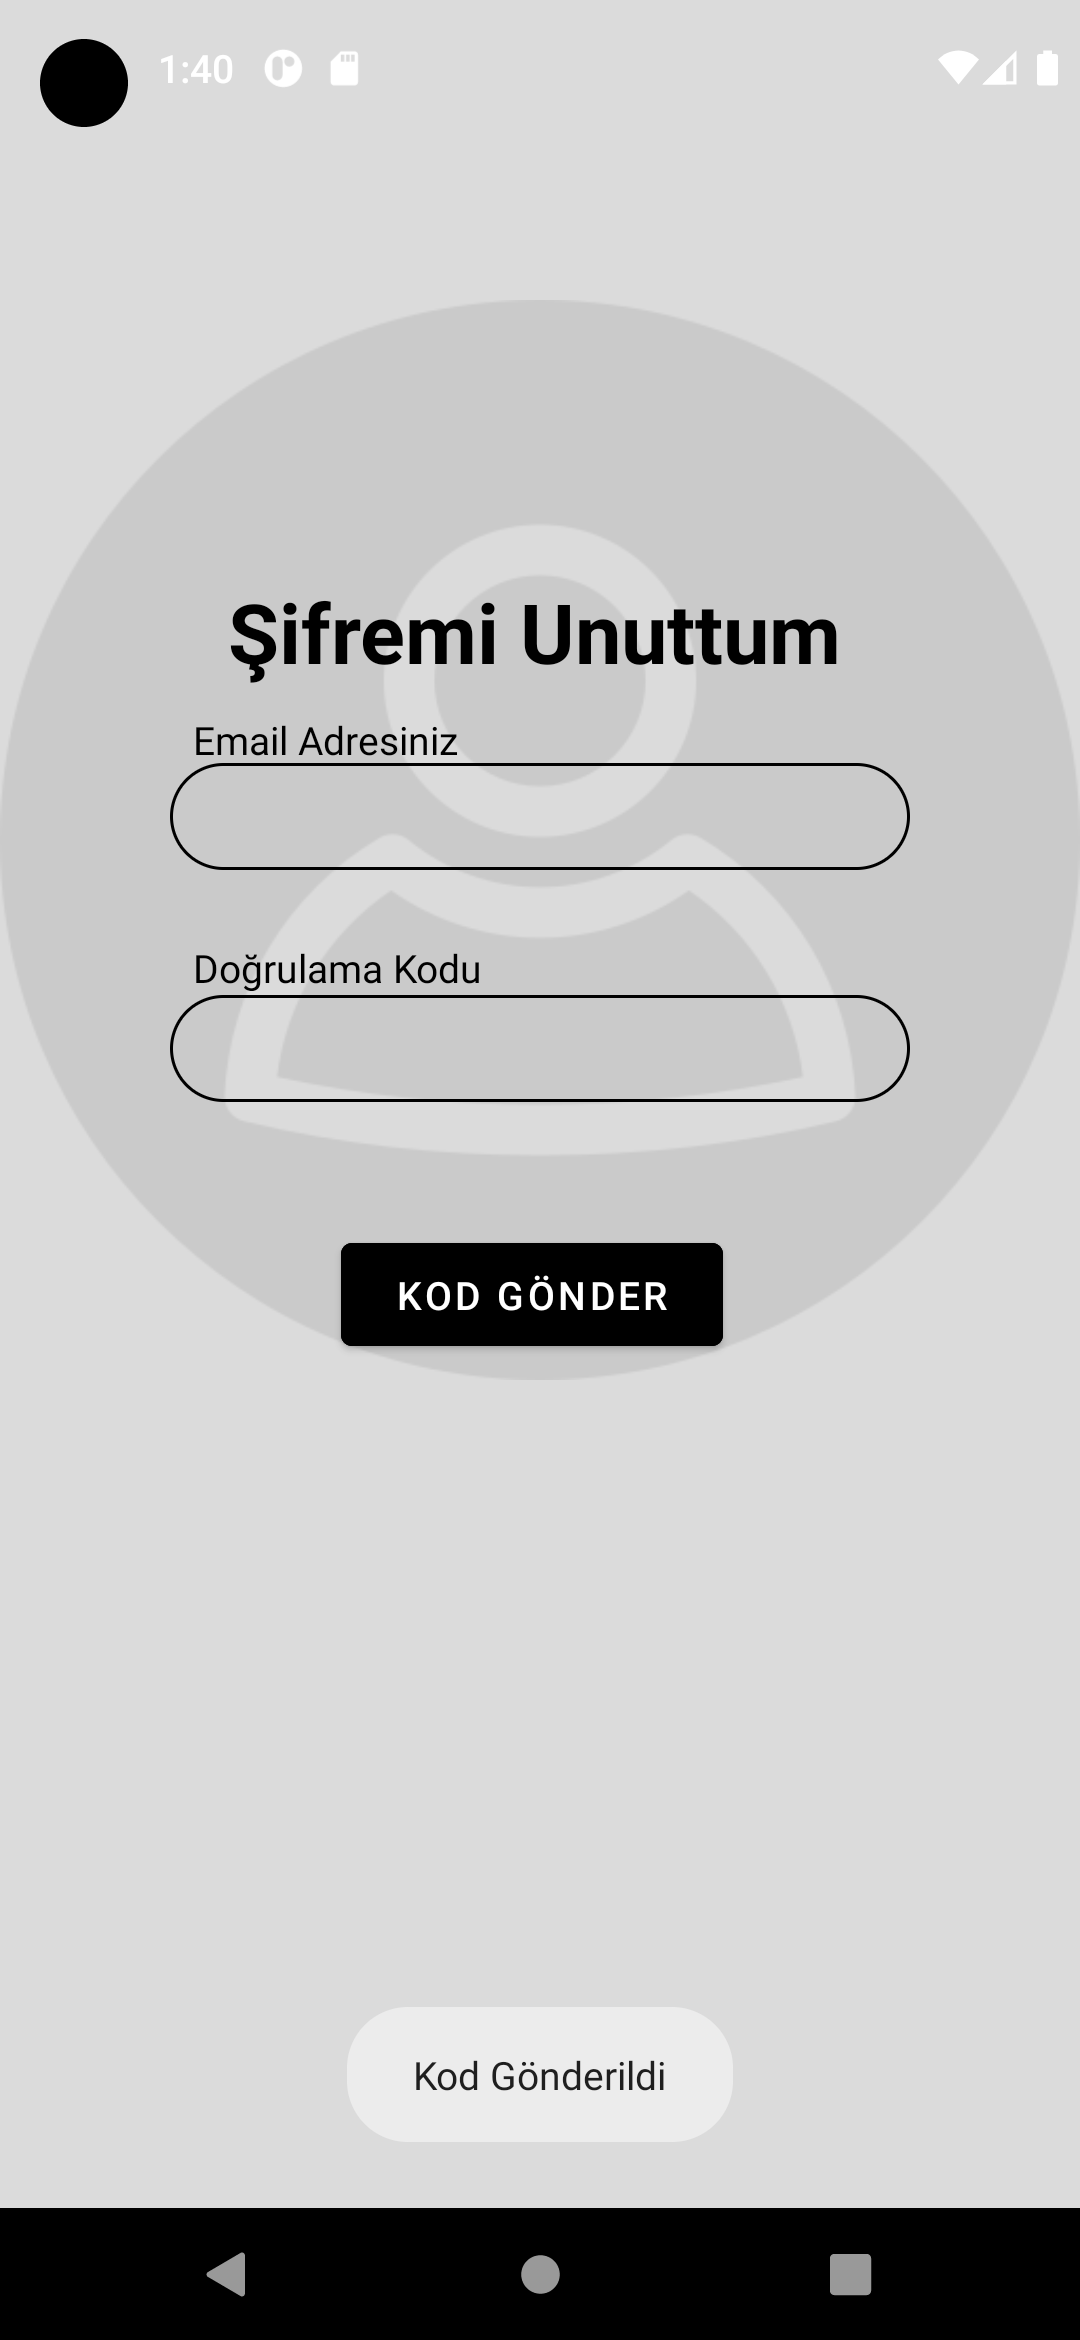 1:40
Şifremi Unuttum
Email Adresiniz
Doğrulama Kodu
KOD GÖNDER
Kod Gönderildi